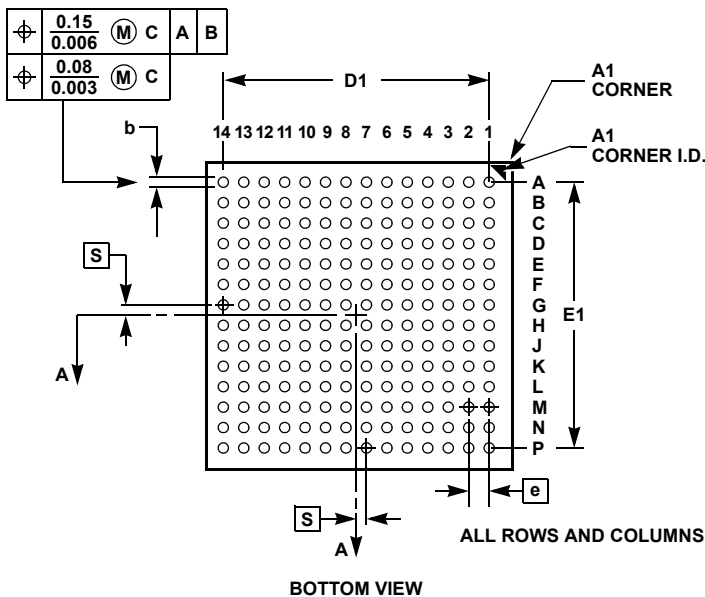 0.15
0.006 Ⓜ C A B
0.08
0.003 Ⓜ C
D1
A1
CORNER
b
14 13 12 11 10 9 8 7 6 5 4 3 2 1
A1
CORNER I.D.
A
B
C
D
E
F
G
H
J
K
L
M
N
P
S
E1
A
e
S
ALL ROWS AND COLUMNS
A
BOTTOM VIEW